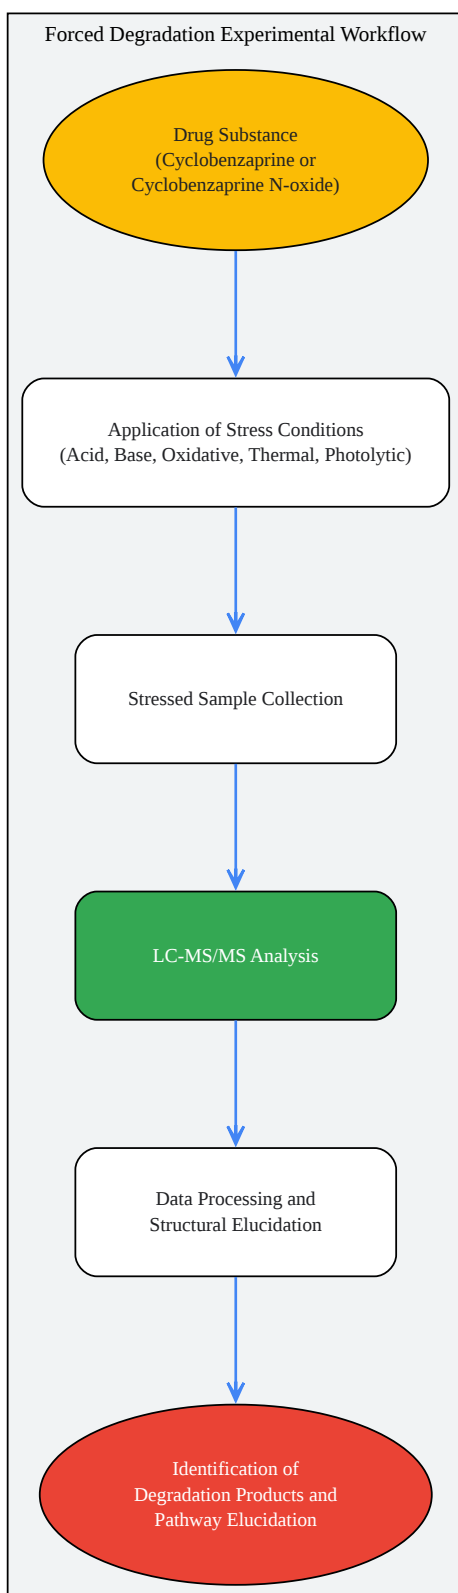 Forced Degradation Experimental Workflow
Drug Substance
(Cyclobenzaprine or
Cyclobenzaprine N-oxide)
Application of Stress Conditions
(Acid, Base, Oxidative, Thermal, Photolytic)
Stressed Sample Collection
LC-MS/MS Analysis
Data Processing and
Structural Elucidation
Identification of
Degradation Products and
Pathway Elucidation